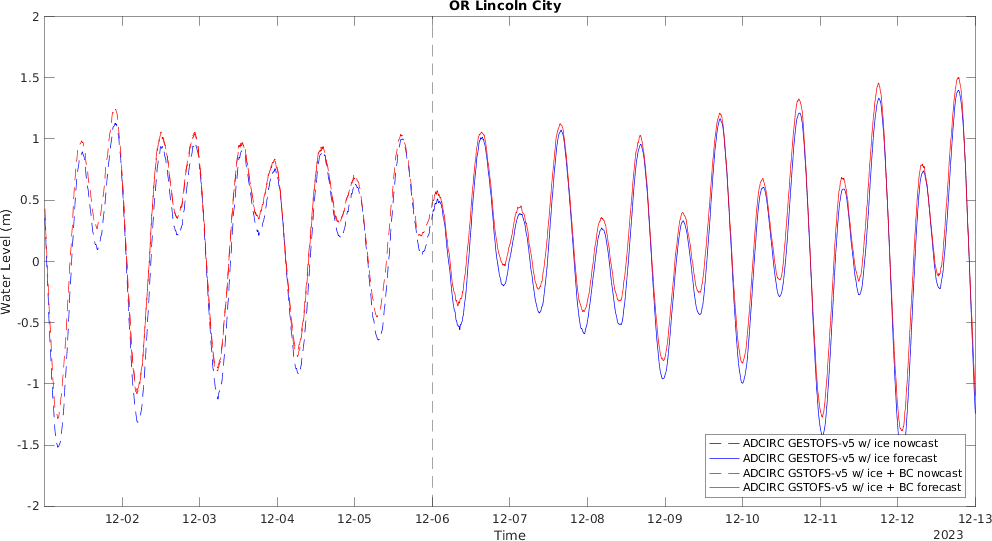 OR Lincoln City
2
1.5
1
0.5
0
-0.5
-1
-1.5
-2
Water Level (m)
ADCIRC GESTOFS-v5 w/ ice nowcast
ADCIRC GESTOFS-v5 w/ ice forecast
ADCIRC GSTOFS-v5 w/ ice + BC nowcast
ADCIRC GSTOFS-v5 w/ ice + BC forecast
12-02 12-03 12-04 12-05 12-06 12-07 12-08 12-09 12-10 12-11 12-12 12-13
Time
2023